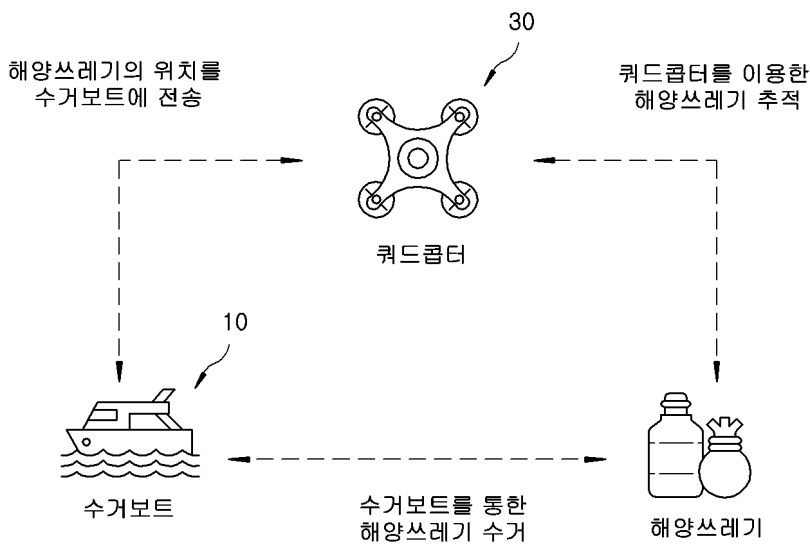 30
해양쓰레기의 위치를
수거보트에 전송
쿼드콥터를 이용한
해양쓰레기 추적
쿼드콥터
10
수거보트
수거보트를 통한
해양쓰레기 수거
해양쓰레기